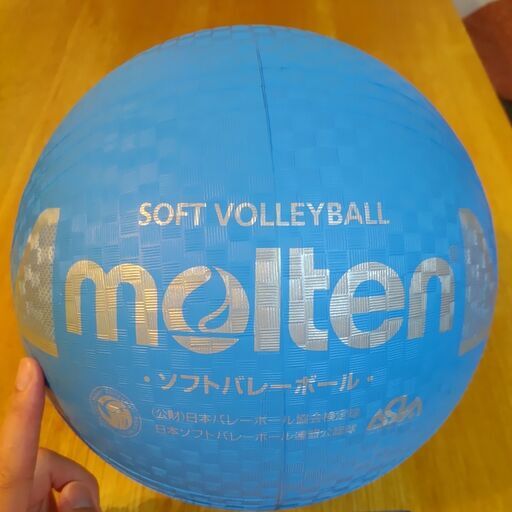 SOFT VOLLEYBALL
molten
・ソフトバレーボール・
(公財)日本バレーボール協会検定球
日本ソフトバレーボール連盟公認球